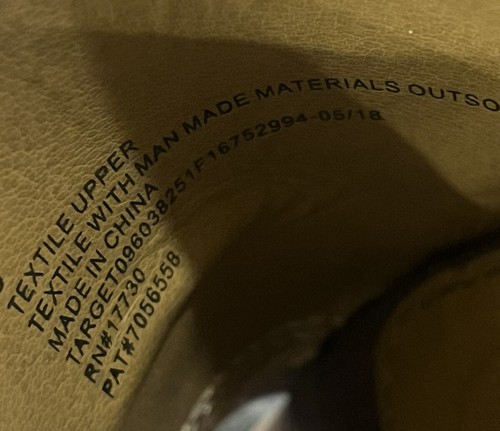 TEXTILE UPPER
TEXTILE WITH MAN MADE MATERIALS OUTSO
MADE IN CHINA
TARGET096038251F16752994-05/18
RN#17730
PAT#7056558